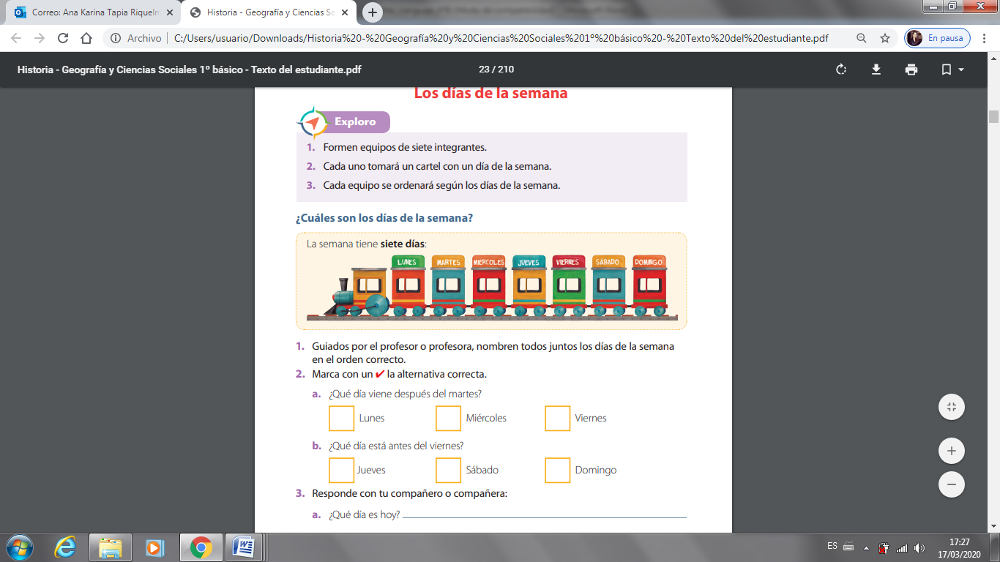 Correo: Ana Karina Tapia Riquelm
Historia - Geografía y Ciencias Sc
Archivo
C:/Users/usuario/Downloads/Historia%20-%20Geografía%20y%20Ciencias%20Sociales%201º%20básico%20-%20Texto%20del%20estudiante.pdf
En pausa
Historia - Geografía y Ciencias Sociales 1º básico - Texto del estudiante.pdf
23 / 210
Los días de la semana
Exploro
1. Formen equipos de siete integrantes.
2. Cada uno tomará un cartel con un día de la semana.
3. Cada equipo se ordenará según los días de la semana.
¿Cuáles son los días de la semana?
La semana tiene siete días:
LUNES MARTES MIÉRCOLES JUEVES VIERNES SÁBADO DOMINGO
1. Guiados por el profesor o profesora, nombren todos juntos los días de la semana
en el orden correcto.
2. Marca con un ✔ la alternativa correcta.
a. ¿Qué día viene después del martes?
Lunes Miércoles Viernes
b. ¿Qué día está antes del viernes?
Jueves Sábado Domingo
3. Responde con tu compañero o compañera:
a. ¿Qué día es hoy?
ES
17:27
17/03/2020